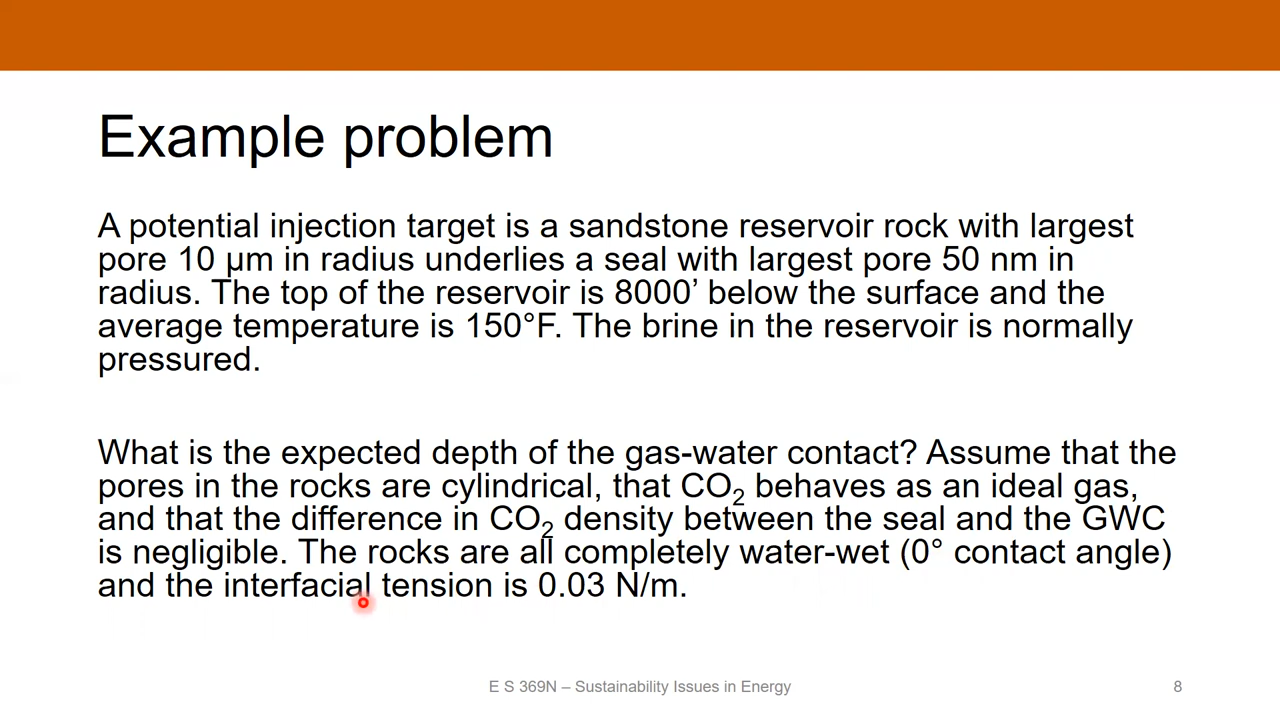 Example problem
A potential injection target is a sandstone reservoir rock with largest
pore 10 μm in radius underlies a seal with largest pore 50 nm in
radius. The top of the reservoir is 8000’ below the surface and the
average temperature is 150°F. The brine in the reservoir is normally
pressured.
What is the expected depth of the gas-water contact? Assume that the
pores in the rocks are cylindrical, that CO₂ behaves as an ideal gas,
and that the difference in CO₂ density between the seal and the GWC
is negligible. The rocks are all completely water-wet (0° contact angle)
and the interfacial tension is 0.03 N/m.
E S 369N – Sustainability Issues in Energy
8